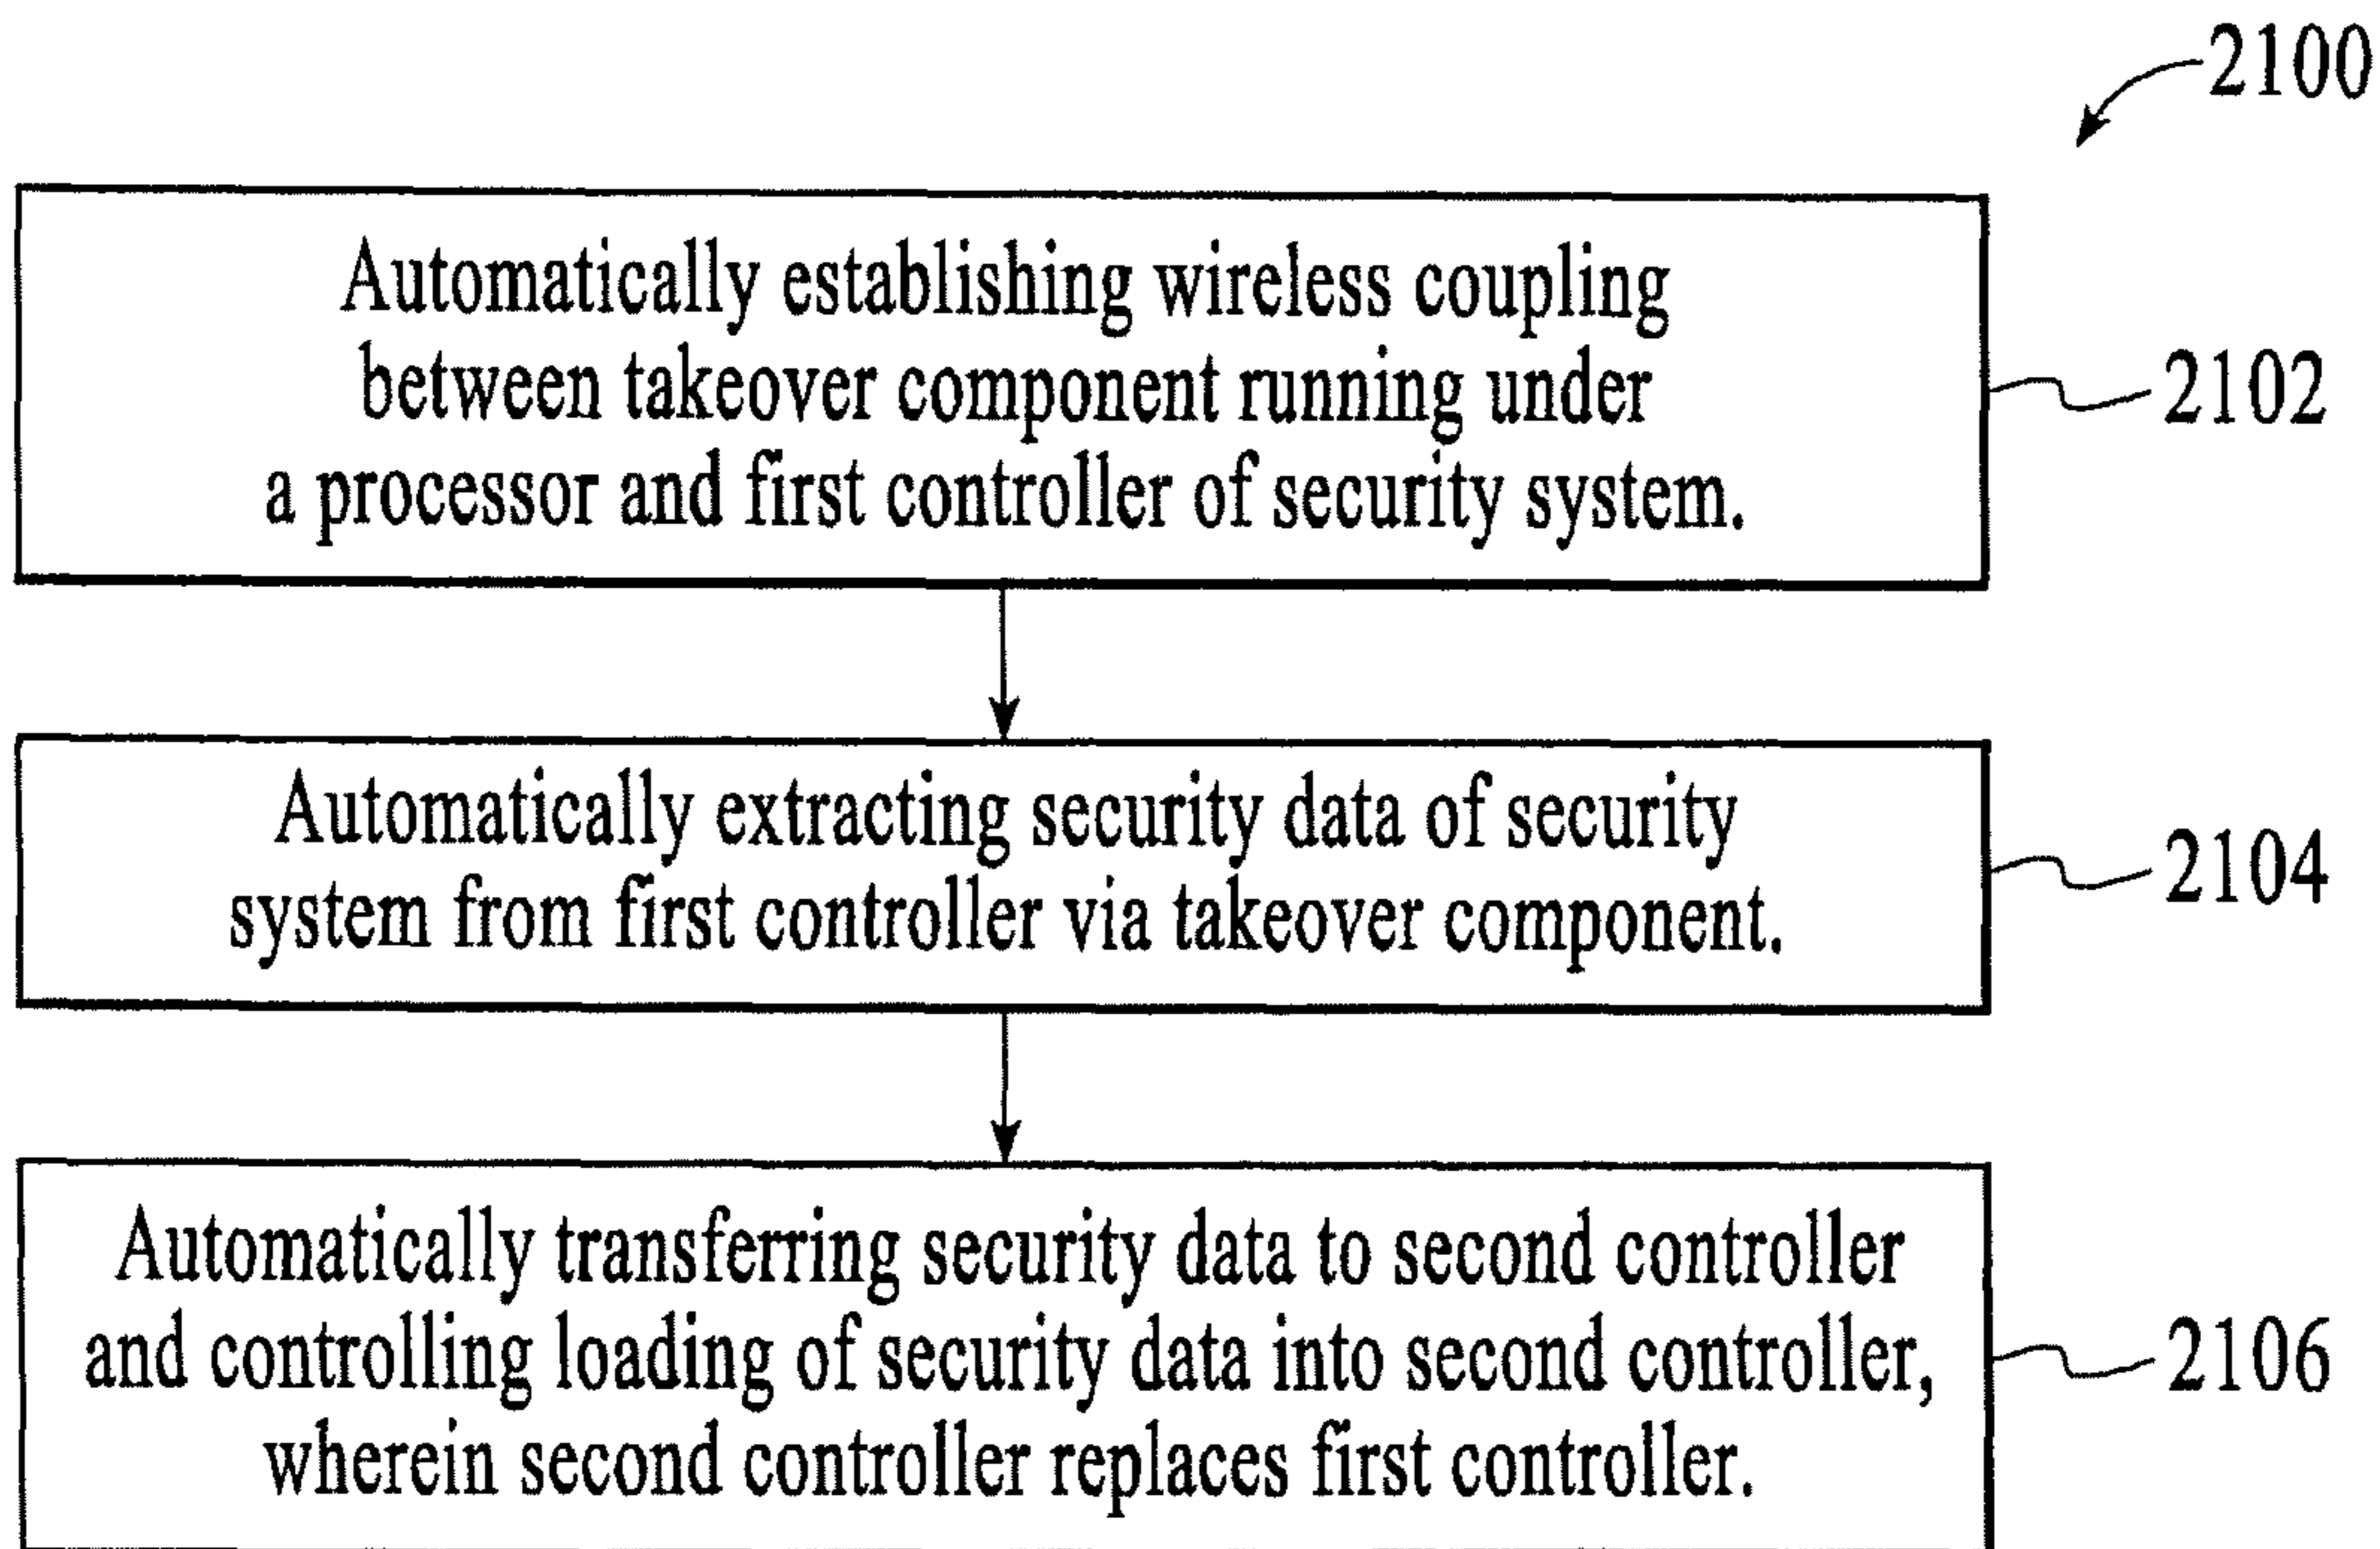 2100
Automatically establishing wireless coupling
between takeover component running under
a processor and first controller of security system.
2102
Automatically extracting security data of security
system from first controller via takeover component.
2104
Automatically transferring security data to second controller
and controlling loading of security data into second controller,
wherein second controller replaces first controller.
2106